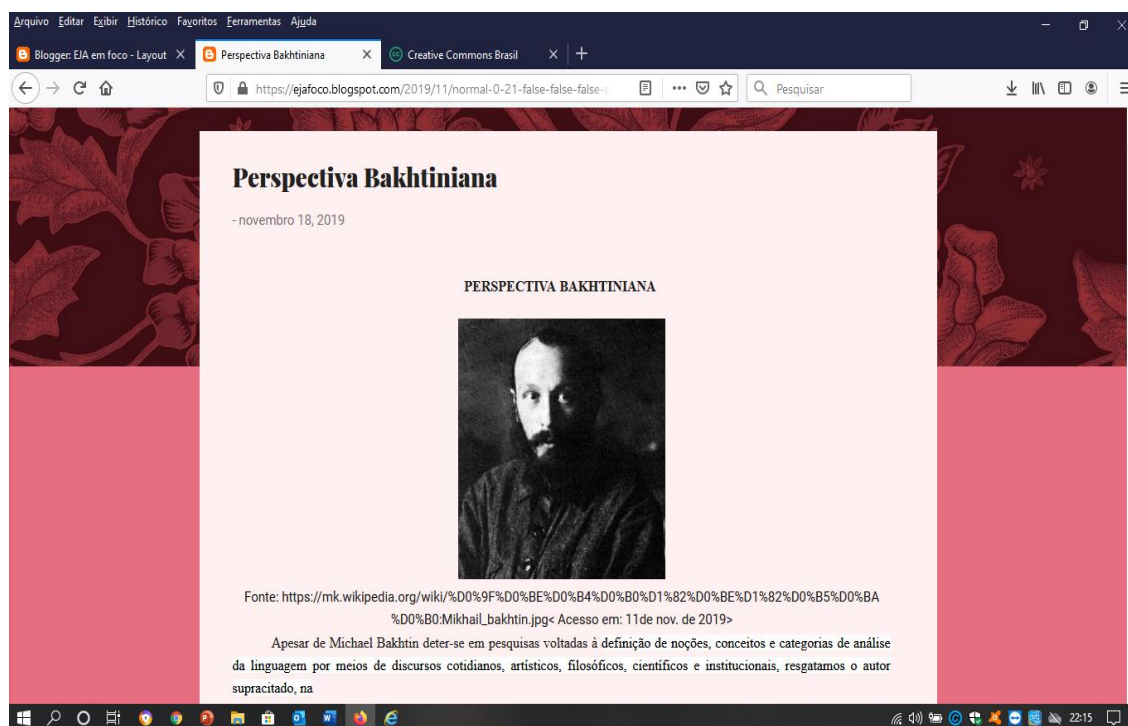 Arquivo Editar Exibir Histórico Favoritos Ferramentas Ajuda
Blogger: EJA em foco - Layout Perspectiva Bakhtiniana Creative Commons Brasil
https://ejafoco.blogspot.com/2019/11/normal-0-21-false-false-false- Pesquisar
Perspectiva Bakhtiniana
- novembro 18, 2019
PERSPECTIVA BAKHTINIANA
Fonte: https://mk.wikipedia.org/wiki/%D0%9F%D0%BE%D0%B4%D0%B0%D1%82%D0%BE%D1%82%D0%B5%D0%BA
%D0%B0:Mikhail_bakhtin.jpg< Acesso em: 11de nov. de 2019>
Apesar de Michael Bakhtin deter-se em pesquisas voltadas à definição de noções, conceitos e categorias de análise
da linguagem por meios de discursos cotidianos, artísticos, filosóficos, científicos e institucionais, resgatamos o autor
supracitado, na
22:15